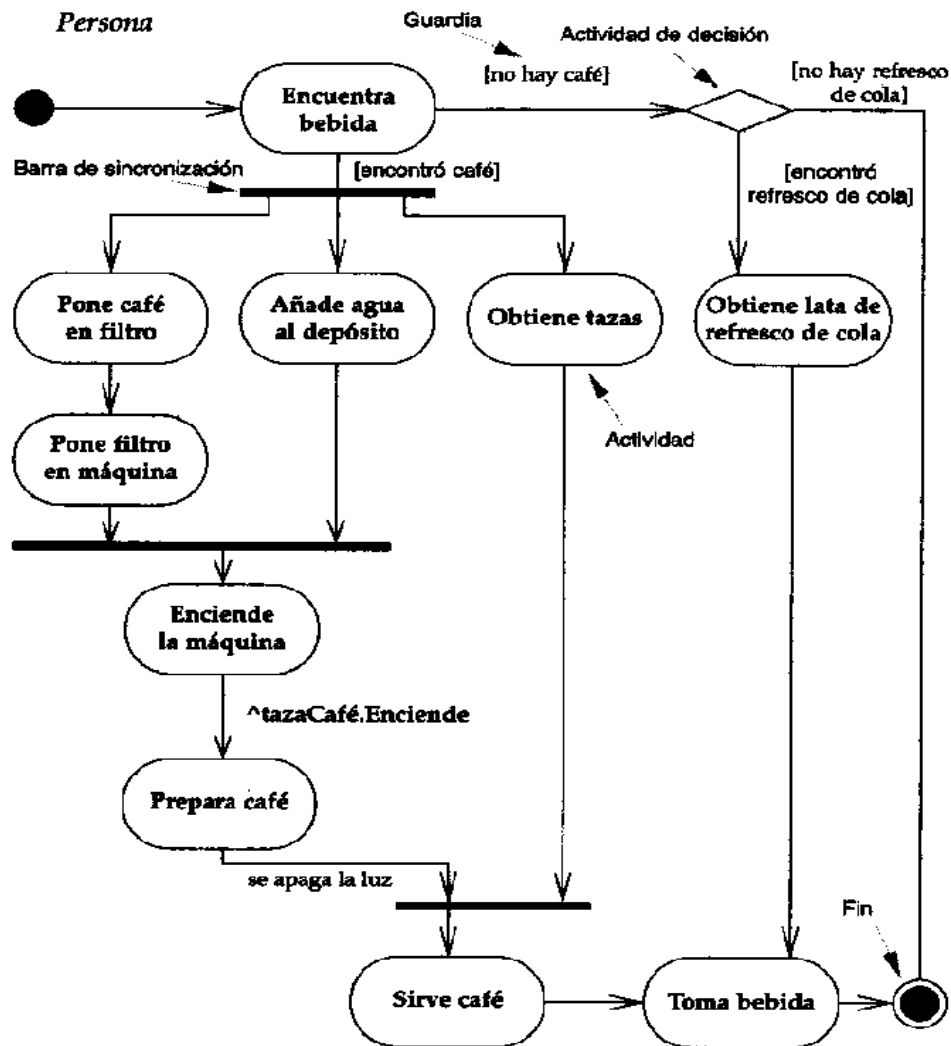 Persona
Guardia
Actividad de decisión
[no hay café]
[no hay refresco
de cola]
Encuentra
bebida
Barra de sincronización
[encontró café]
[encontró
refresco de cola]
Pone café
en filtro
Añade agua
al depósito
Obtiene tazas
Obtiene lata de
refresco de cola
Actividad
Pone filtro
en máquina
Enciende
la máquina
^tazaCafé.Enciende
Prepara café
se apaga la luz
Fin
Sirve café
Toma bebida